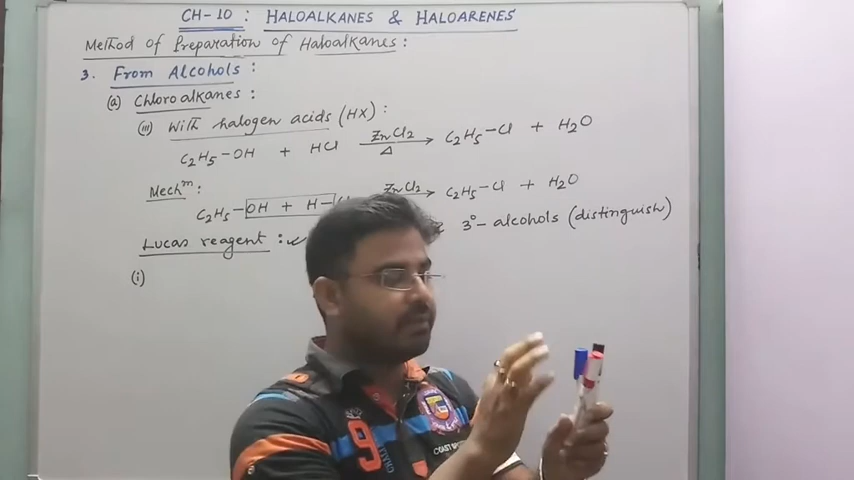 CH-10 : HALOALKANES & HALOARENES
Method of Preparation of Haloalkanes :
3. From Alcohols :
(a) Chloroalkanes :
(iii) With halogen acids (HX) :
C₂H₅-OH + HCl ZnCl₂ Δ → C₂H₅-Cl + H₂O
Mechᵐ :
C₂H₅-OH + H- ZnCl₂ → C₂H₅-Cl + H₂O
Lucas reagent : 3°- alcohols (distinguish)
(i)
9